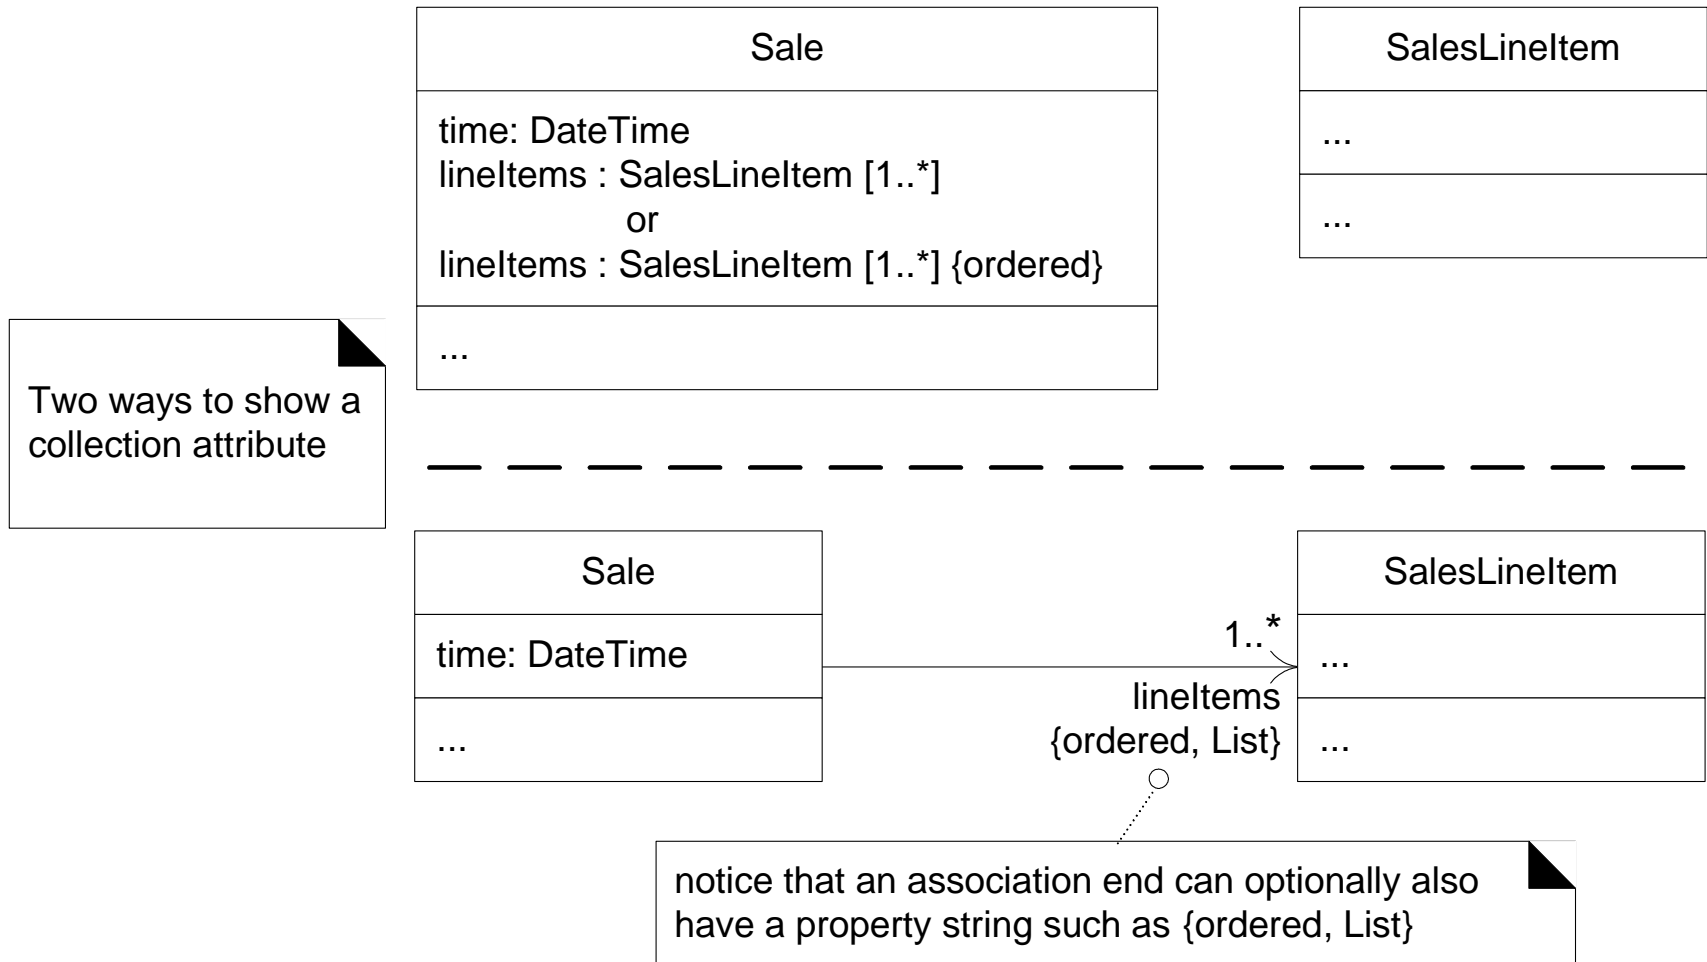 Sale
time: DateTime
lineItems : SalesLineItem [1..*]
or
lineItems : SalesLineItem [1..*] {ordered}
...
SalesLineItem
...
...
Two ways to show a
collection attribute
Sale
time: DateTime
...
1..*
lineItems
{ordered, List}
SalesLineItem
...
...
notice that an association end can optionally also
have a property string such as {ordered, List}